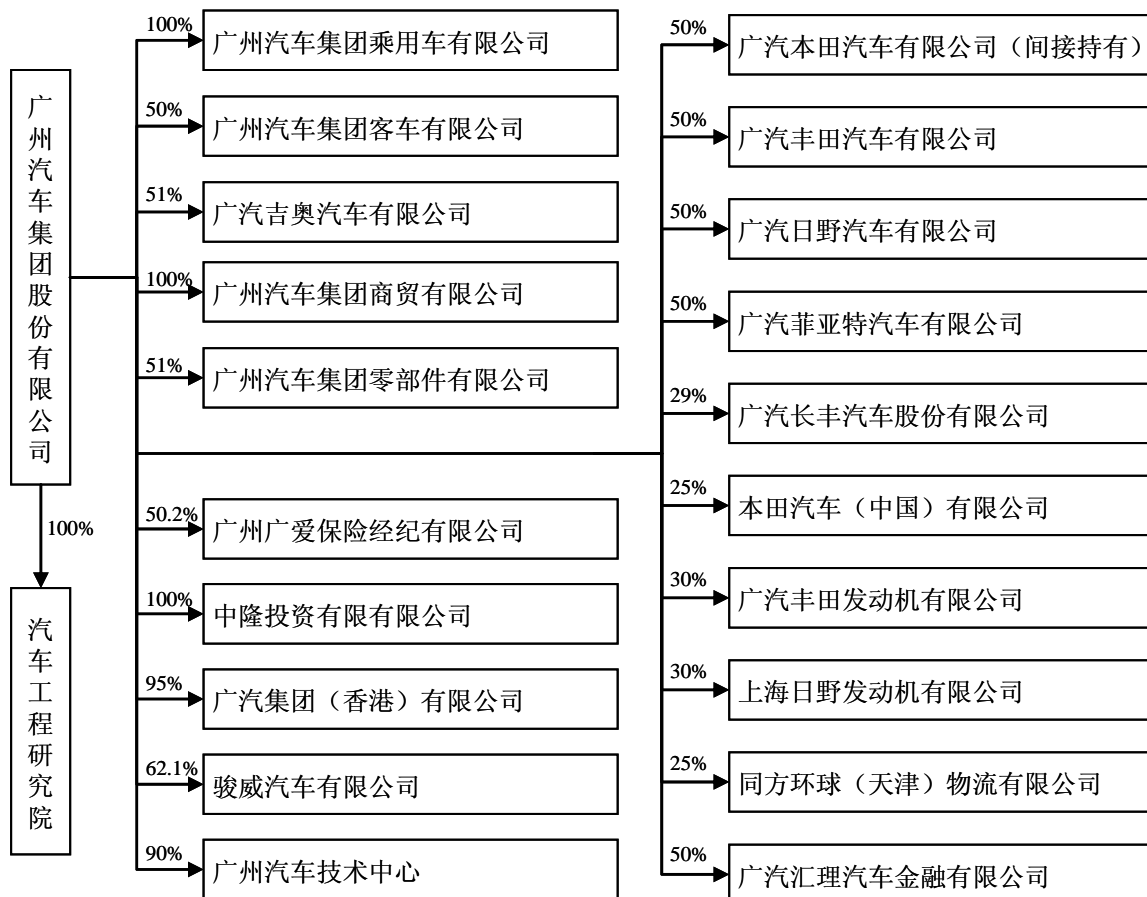 广州汽车集团股份有限公司
100%
汽车工程研究院
100%
广州汽车集团乘用车有限公司
50%
广州汽车集团客车有限公司
51%
广汽吉奥汽车有限公司
100%
广州汽车集团商贸有限公司
51%
广州汽车集团零部件有限公司
50.2%
广州广爱保险经纪有限公司
100%
中隆投资有限有限公司
95%
广汽集团（香港）有限公司
62.1%
骏威汽车有限公司
90%
广州汽车技术中心
50%
广汽本田汽车有限公司（间接持有）
50%
广汽丰田汽车有限公司
50%
广汽日野汽车有限公司
50%
广汽菲亚特汽车有限公司
29%
广汽长丰汽车股份有限公司
25%
本田汽车（中国）有限公司
30%
广汽丰田发动机有限公司
30%
上海日野发动机有限公司
25%
同方环球（天津）物流有限公司
50%
广汽汇理汽车金融有限公司